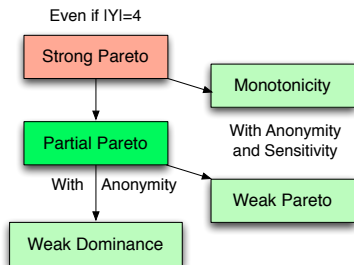 Even if |Y|=4
Strong Pareto
Monotonicity
With Anonymity
and Sensitivity
Partial Pareto
With Anonymity
Weak Pareto
Weak Dominance